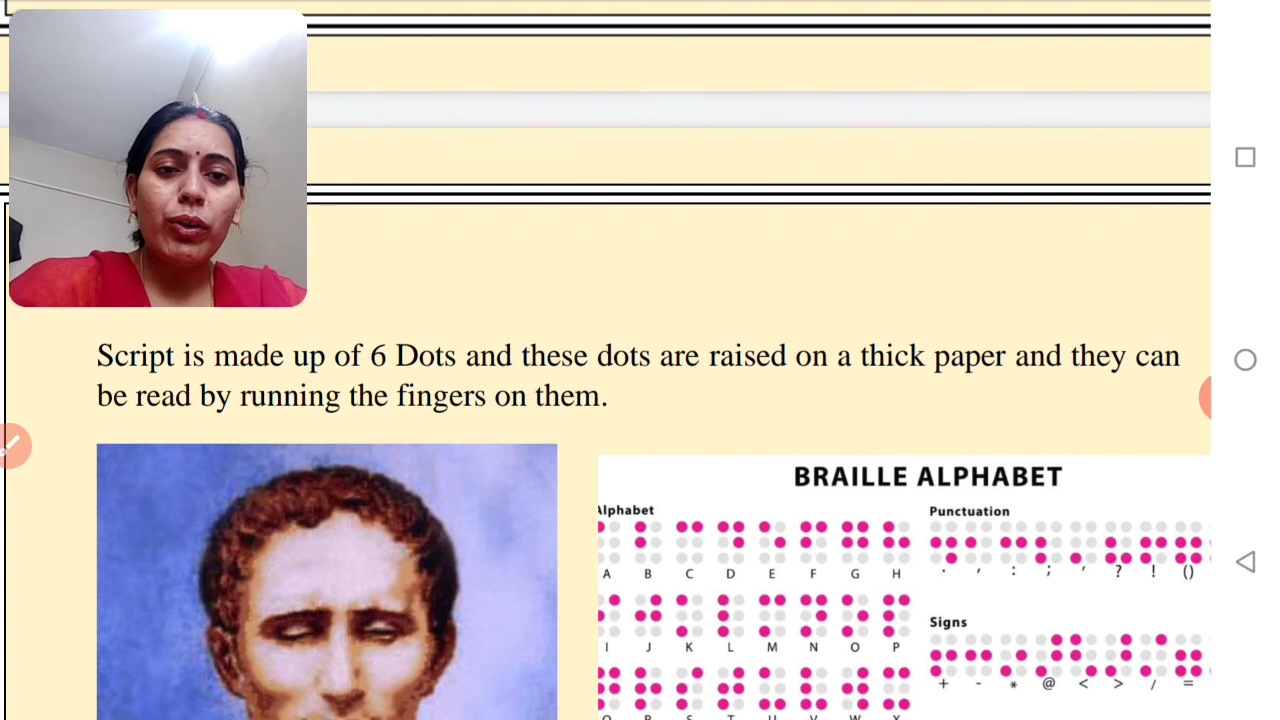 Script is made up of 6 Dots and these dots are raised on a thick paper and they can
be read by running the fingers on them.
BRAILLE ALPHABET
Alphabet
Punctuation
A B C D E F G H
. , : ; ' ? ! ()
I J K L M N O P
Signs
+ - * @ < > / =
Q R S T U V W X